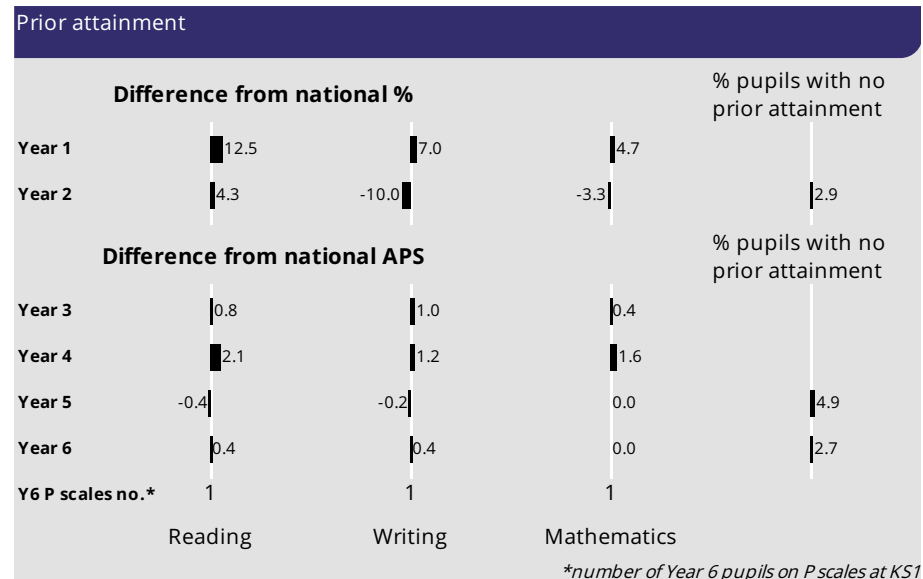 Prior attainment
Difference from national %
% pupils with no
prior attainment
Year 1 12.5 7.0 4.7
Year 2 4.3 -10.0 -3.3 2.9
Difference from national APS
% pupils with no
prior attainment
Year 3 0.8 1.0 0.4
Year 4 2.1 1.2 1.6
Year 5 -0.4 -0.2 0.0 4.9
Year 6 0.4 0.4 0.0 2.7
Y6 P scales no.* 1 1 1
Reading Writing Mathematics
*number of Year 6 pupils on P scales at KS1